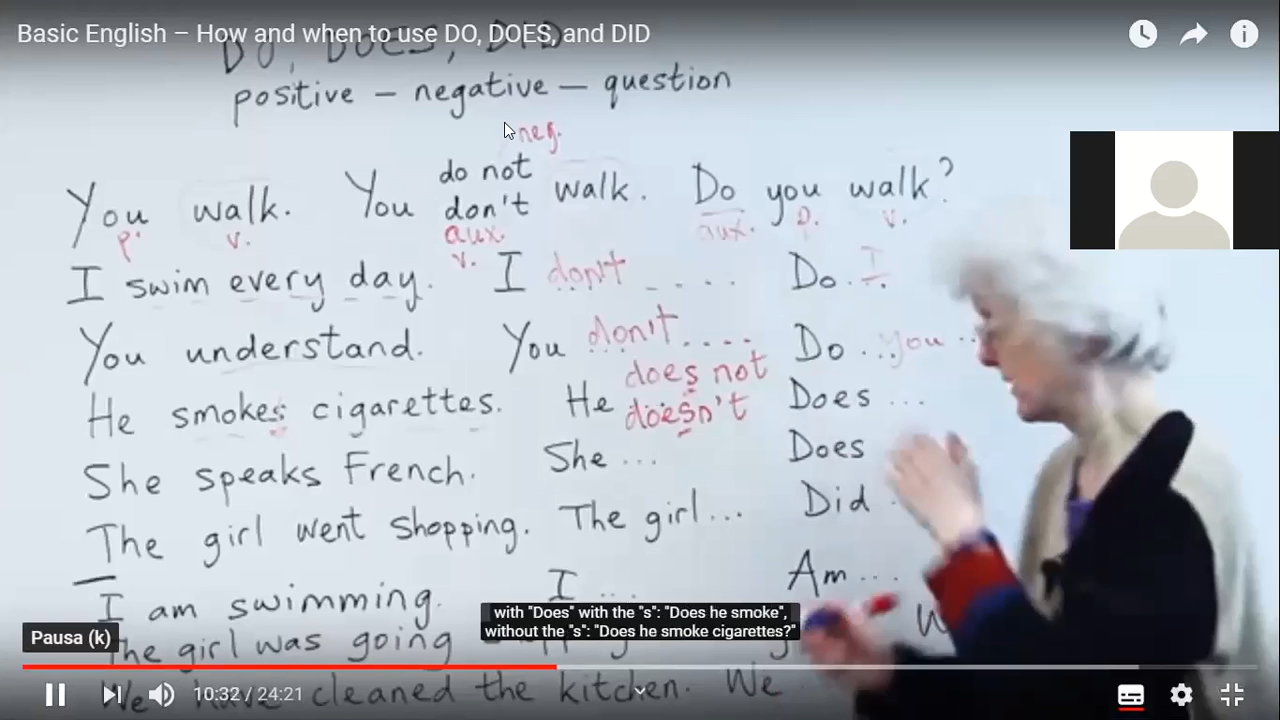 Basic English – How and when to use DO, DOES, and DID
DO, DOES, DID
positive – negative – question
neg.
You walk. You do not walk. Do you walk?
don't
p. v. aux. v. aux. p. v.
I swim every day. I don't .... Do I
You understand. You don't .... Do ..you ..
does not
He smokes cigarettes. He doesn't Does ...
She speaks French. She ... Does
The girl went shopping. The girl... Did
I am swimming. I ... Am ...
with "Does" with the "s": "Does he smoke",
without the "s": "Does he smoke cigarettes?"
Pausa (k)
The girl was going
We have cleaned the kitchen. We
10:32 / 24:21